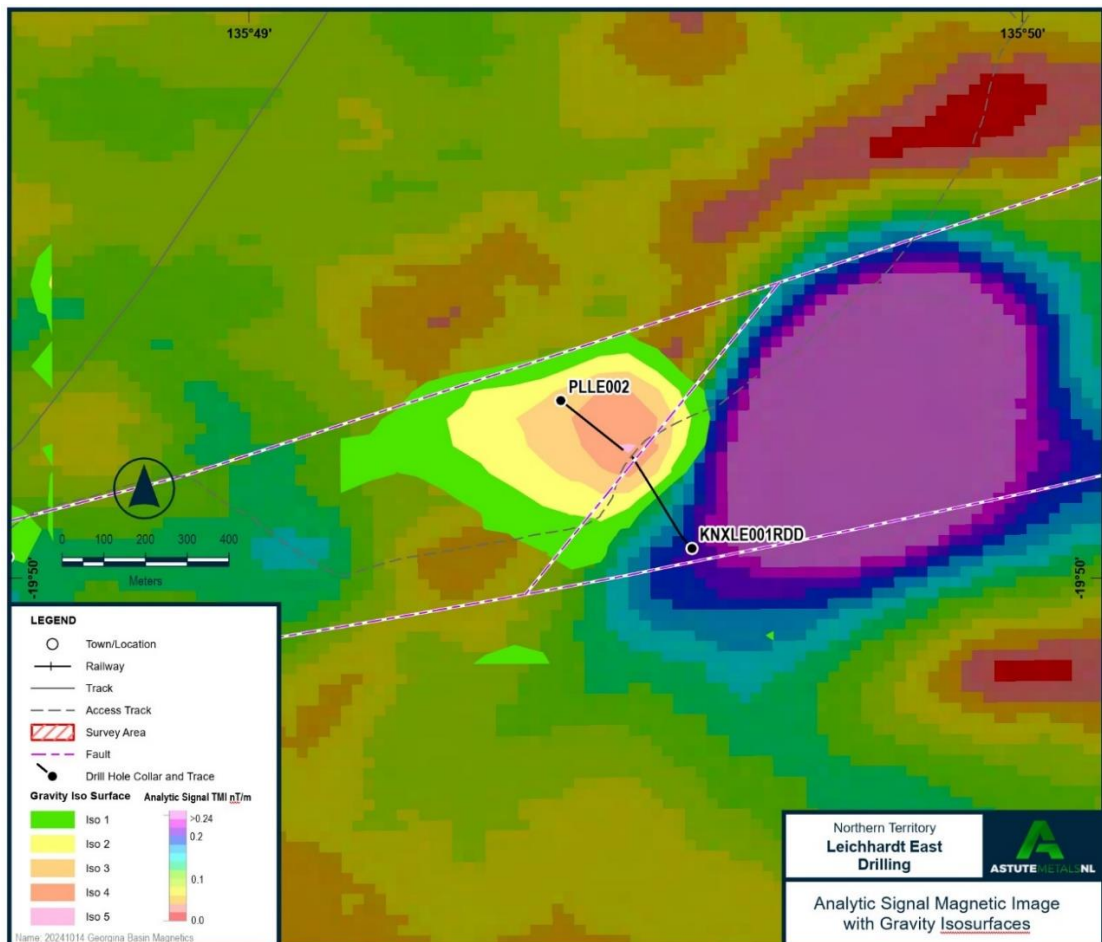 135°49'
135°50'
PLLE002
KNXLE001RDD
0 100 200 300 400
Meters
-19°50'
-19°50'
LEGEND
Town/Location
Railway
Track
Access Track
Survey Area
Fault
Drill Hole Collar and Trace
Gravity Iso Surface
Analytic Signal TMI nT/m
Iso 1
Iso 2
Iso 3
Iso 4
Iso 5
>0.24
0.2
0.1
0.0
Name: 20241014 Georgina Basin Magnetics
Northern Territory
Leichhardt East
Drilling
ASTUTEMETALSNL
Analytic Signal Magnetic Image
with Gravity Isosurfaces